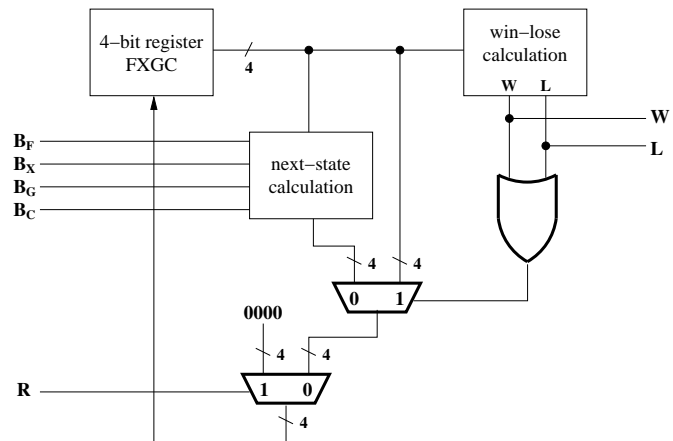 4−bit register
FXGC
4
win−lose
calculation
W L
W
L
B_F
B_X
B_G
B_C
next−state
calculation
4 4
0 1
0000
4 4
R
1 0
4